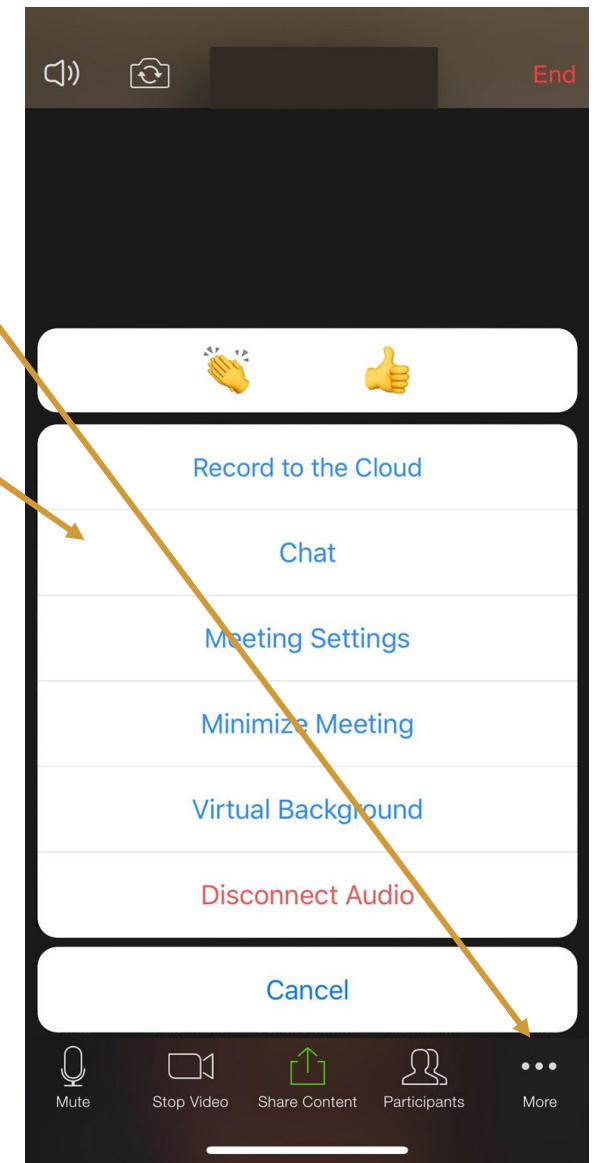 End
Record to the Cloud
Chat
Meeting Settings
Minimize Meeting
Virtual Background
Disconnect Audio
Cancel
Mute Stop Video Share Content Participants More